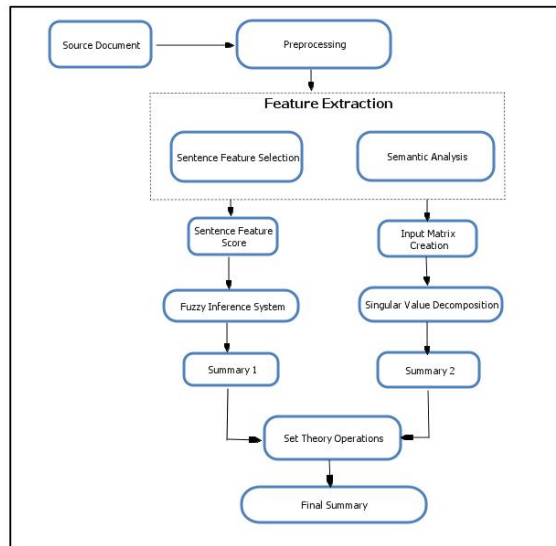 Source Document
Preprocessing
Feature Extraction
Sentence Feature Selection
Semantic Analysis
Sentence Feature
Score
Input Matrix
Creation
Fuzzy Inference System
Singular Value Decomposition
Summary 1
Summary 2
Set Theory Operations
Final Summary